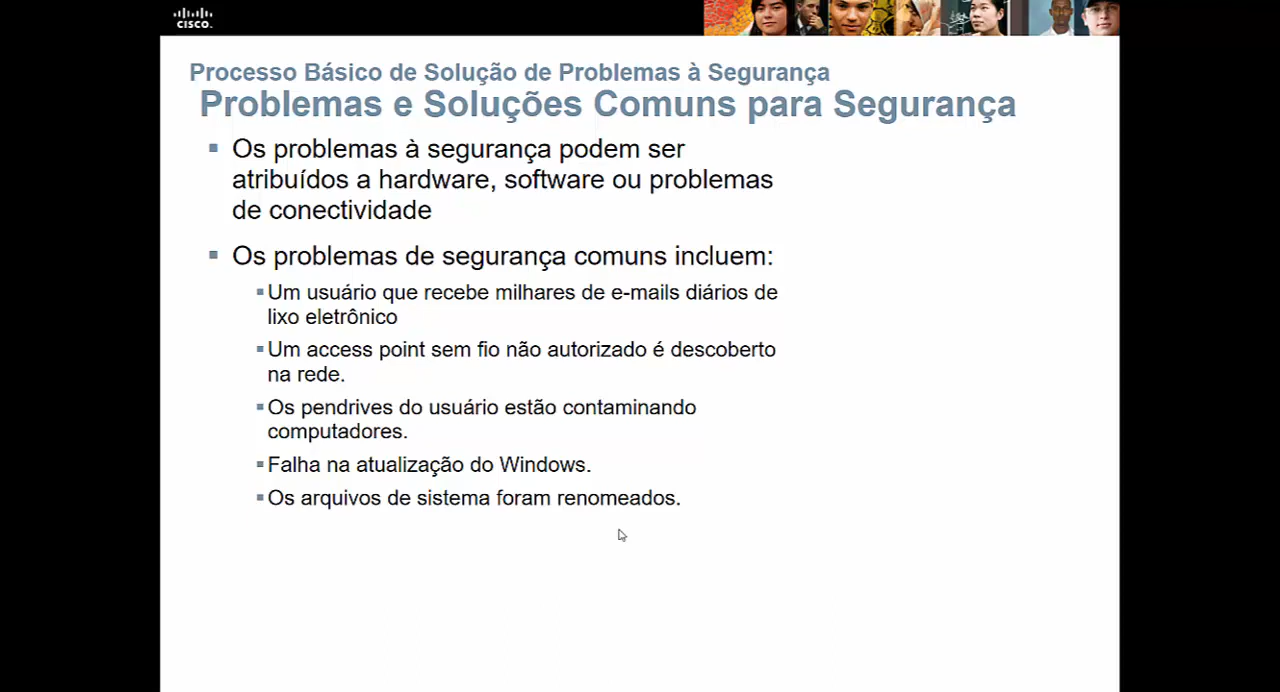 CISCO.
Processo Básico de Solução de Problemas à Segurança
Problemas e Soluções Comuns para Segurança
Os problemas à segurança podem ser
atribuídos a hardware, software ou problemas
de conectividade
Os problemas de segurança comuns incluem:
Um usuário que recebe milhares de e-mails diários de
lixo eletrônico
Um access point sem fio não autorizado é descoberto
na rede.
Os pendrives do usuário estão contaminando
computadores.
Falha na atualização do Windows.
Os arquivos de sistema foram renomeados.